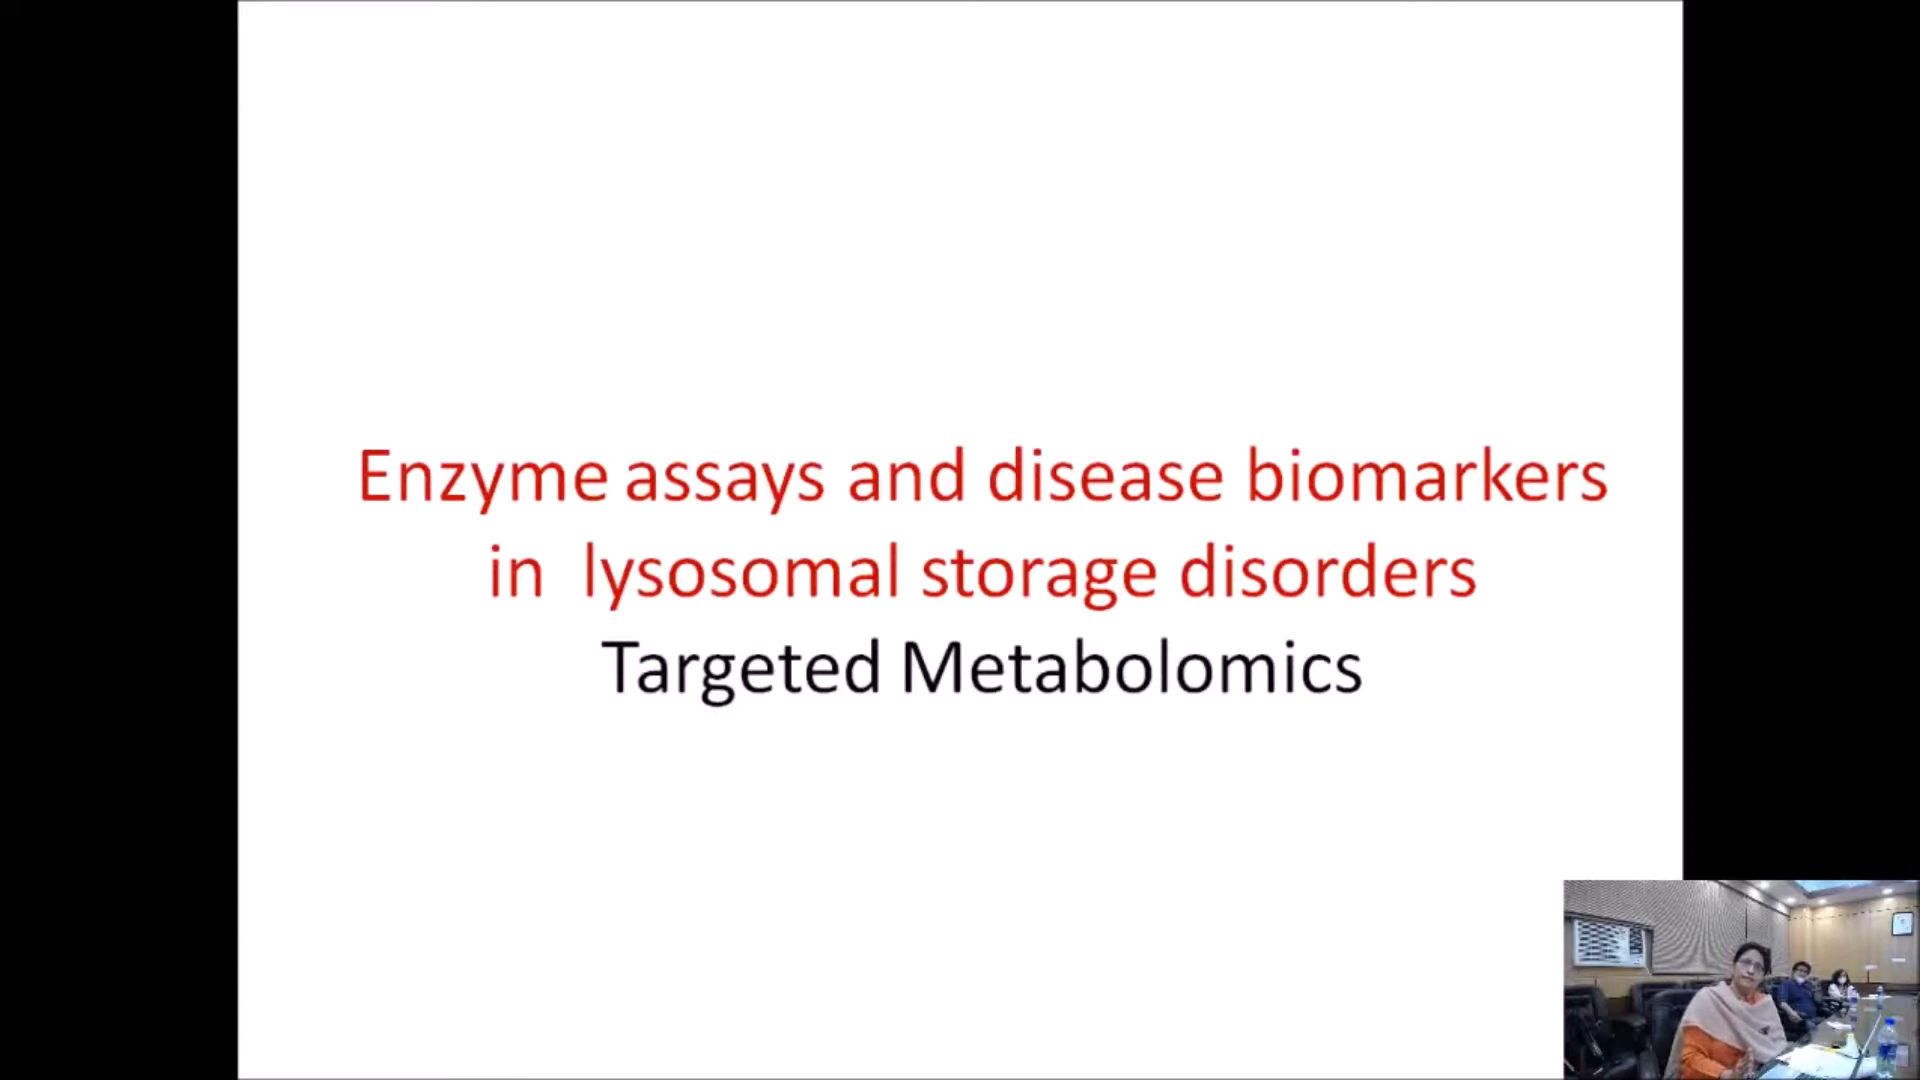 Enzyme assays and disease biomarkers
in lysosomal storage disorders
Targeted Metabolomics